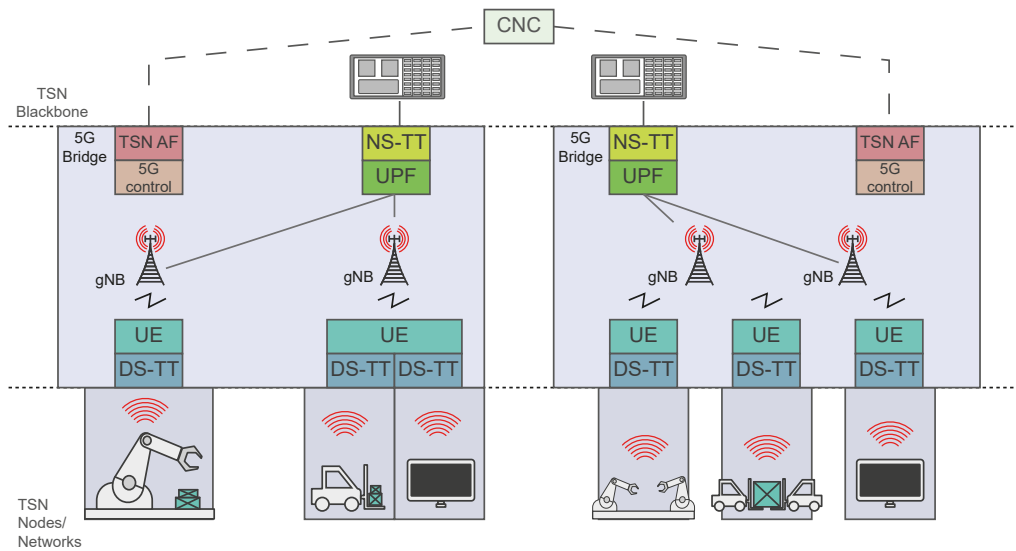 CNC
TSN
Blackbone
5G
Bridge
TSN AF
5G
control
NS-TT
UPF
5G
Bridge
NS-TT
UPF
TSN AF
5G
control
gNB
gNB
gNB
gNB
UE
DS-TT
UE
DS-TT DS-TT
UE
DS-TT
UE
DS-TT
UE
DS-TT
TSN
Nodes/
Networks